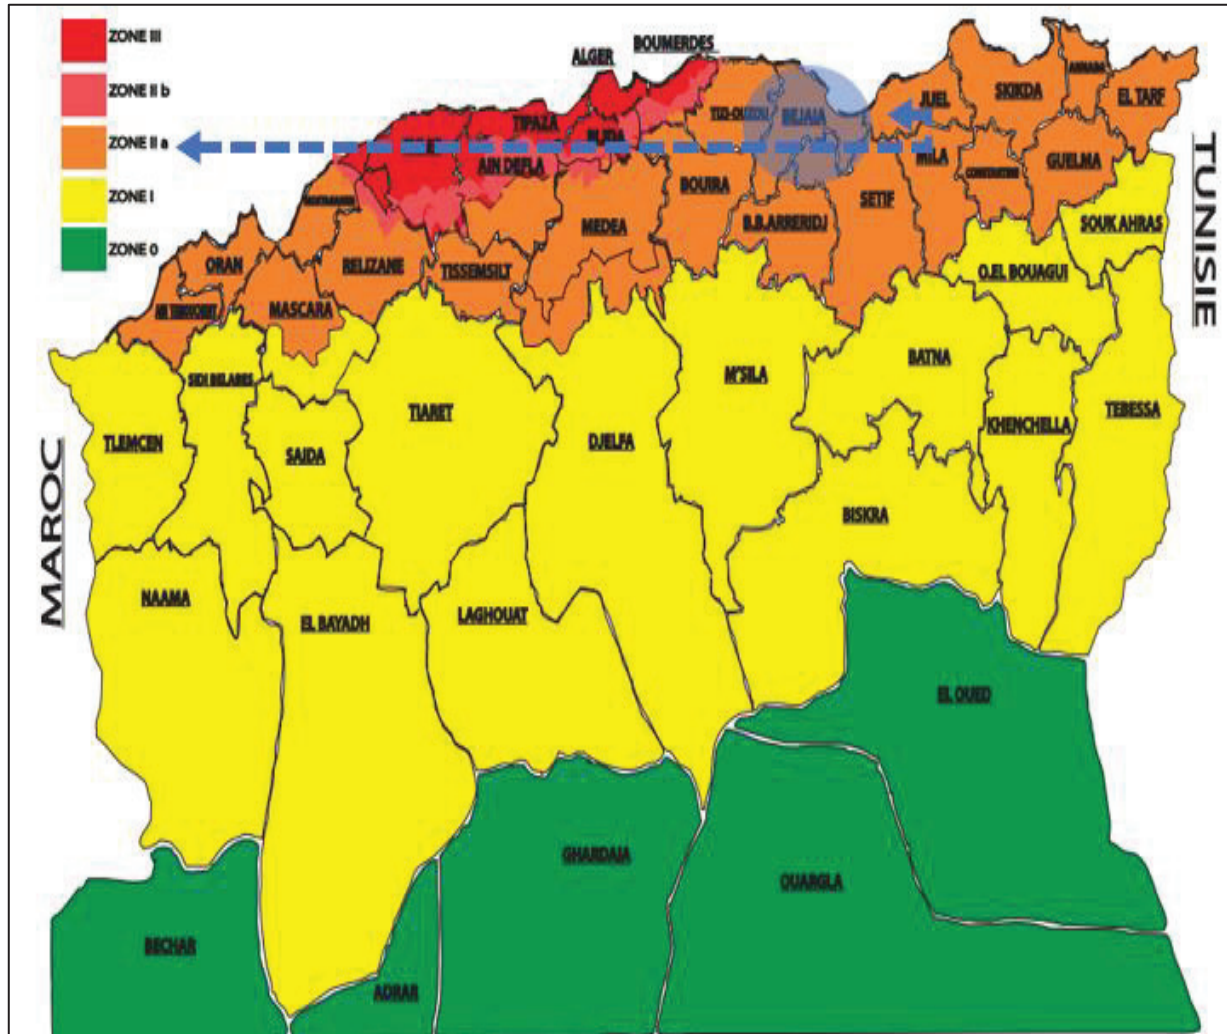 ZONE III
ZONE II b
ZONE II a
ZONE I
ZONE 0
ALGER
BOUMERDES
TIPAZA
BLIDA
AIN DEFLA
TIZI-OUZOU
BEJAIA
JIJEL
SKIKDA
ANNABA
EL TARF
MILA
CONSTANTINE
GUELMA
BOUIRA
B.B.ARRERIDJ
SETIF
SOUK AHRAS
MEDEA
O.EL BOUAGUI
ORAN
RELIZANE
TISSEMSILT
AIN TEMOUCHENT
MASCARA
SIDI BELABES
TLEMCEN
SAIDA
TIARET
DJELFA
M'SILA
BATNA
KHENCHELLA
TEBESSA
BISKRA
NAAMA
EL BAYADH
LAGHOUAT
EL OUED
GHARDAIA
OUARGLA
BECHAR
ADRAR
MAROC
TUNISIE